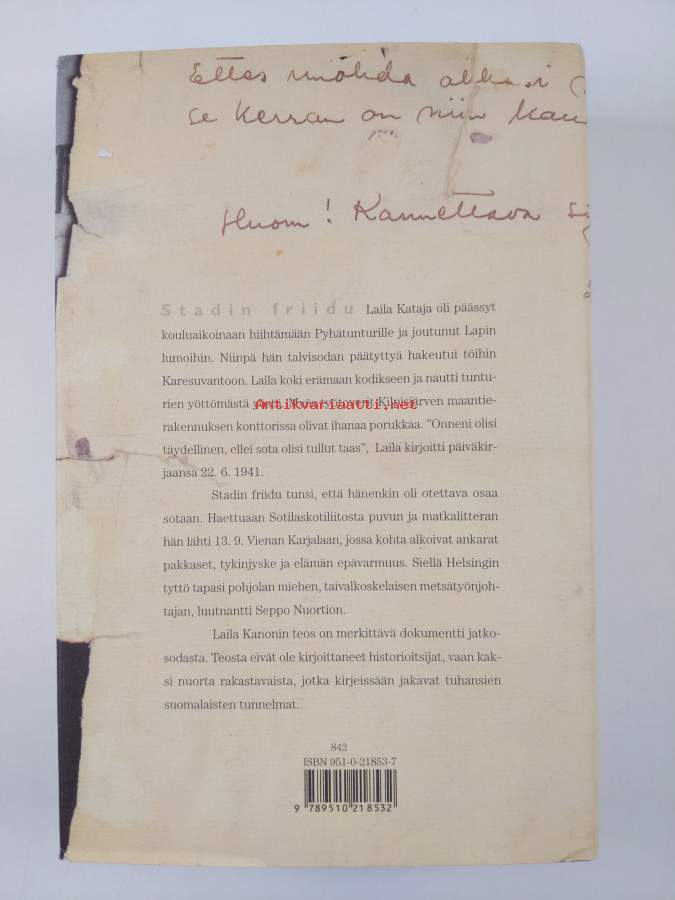 Ettes unohda
se kerran on niin
Huom! Kannettava
Stadin friidu Laila Kataja oli päässyt
kouluaikoinaan hiihtämään Pyhätunturille ja joutunut Lapin
lumoihin. Niinpä hän talvisodan päätyttyä hakeutui töihin
Karesuvantoon. Laila koki erämaan kodikseen ja nautti tuntu-
rien yöttömästä Kilpisjärven maantie-
Antikvariaatti.net
rakennuksen konttorissa olivat ihanaa porukkaa. "Onneni olisi
täydellinen, ellei sota olisi tullut taas", Laila kirjoitti päiväkir-
jaansa 22. 6. 1941.
Stadin friidu tunsi, että hänenkin oli otettava osaa
sotaan. Haettuaan Sotilaskotiliitosta puvun ja matkalitteran
hän lähti 13. 9. Vienan Karjalaan, jossa kohta alkoivat ankarat
pakkaset, tykinjyske ja elämän epävarmuus. Siellä Helsingin
tyttö tapasi pohjolan miehen, taivalkoskelaisen metsätyönjoh-
tajan, luutnantti Seppo Nuortion.
Laila Kanonin teos on merkittävä dokumentti jatko-
sodasta. Teosta eivät ole kirjoittaneet historioitsijat, vaan kak-
si nuorta rakastavaista, jotka kirjeissään jakavat tuhansien
suomalaisten tunnelmat.
842
ISBN 951-0-21853-7
9 789510 218532